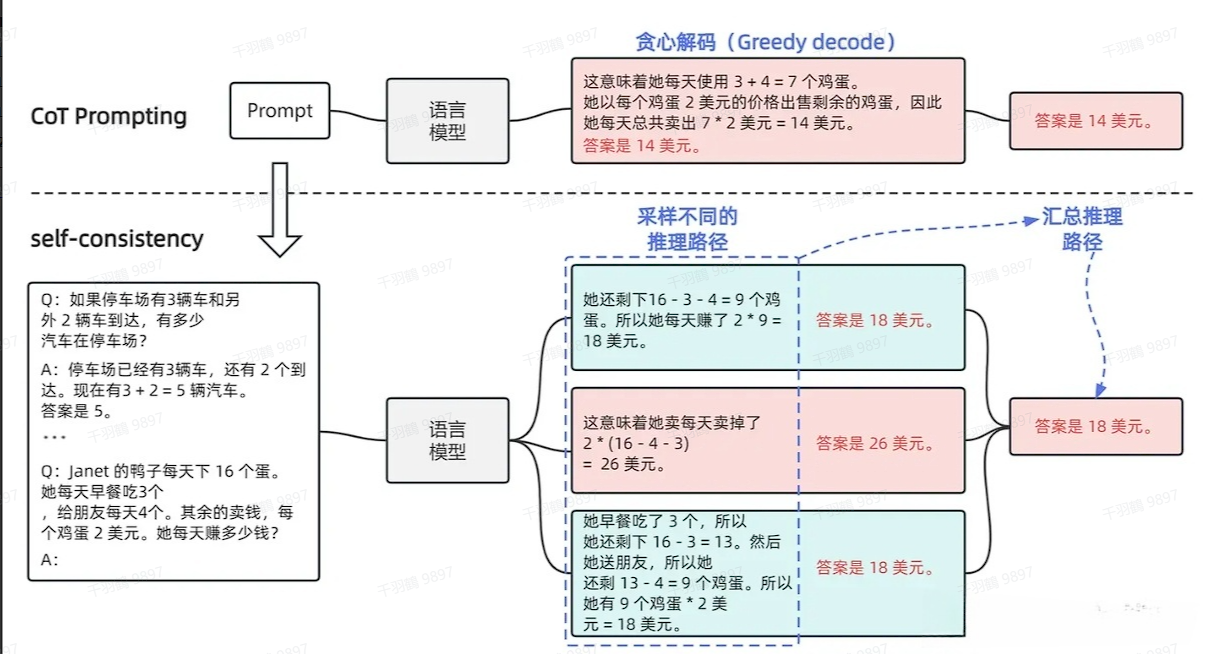 贪心解码（Greedy decode）
CoT Prompting
Prompt
语言
模型
这意味着她每天使用 3 + 4 = 7 个鸡蛋。
她以每个鸡蛋 2 美元的价格出售剩余的鸡蛋，因此
她每天总共卖出 7 * 2 美元 = 14 美元。
答案是 14 美元。
答案是 14 美元。
self-consistency
采样不同的
推理路径
汇总推理
路径
Q：如果停车场有3辆车和另
外 2 辆车到达，有多少
汽车在停车场？
A：停车场已经有3辆车，还有 2 个到
达。现在有3 + 2 = 5 辆汽车。
答案是 5。
...
Q：Janet 的鸭子每天下 16 个蛋。
她每天早餐吃3个
，给朋友每天4个。其余的卖钱，每
个鸡蛋 2 美元。她每天赚多少钱？
A：
语言
模型
她还剩下16 - 3 - 4 = 9 个鸡
蛋。所以她每天赚了 2 * 9 =
18 美元。
答案是 18 美元。
这意味着她卖每天卖掉了
2 * (16 - 4 - 3)
= 26 美元。
答案是 26 美元。
她早餐吃了 3 个，所以
她还剩下 16 - 3 = 13。然后
她送朋友，所以她
还剩 13 - 4 = 9 个鸡蛋。所以
她有 9 个鸡蛋 * 2 美
元 = 18 美元。
答案是 18 美元。
答案是 18 美元。
千羽鹤 9897